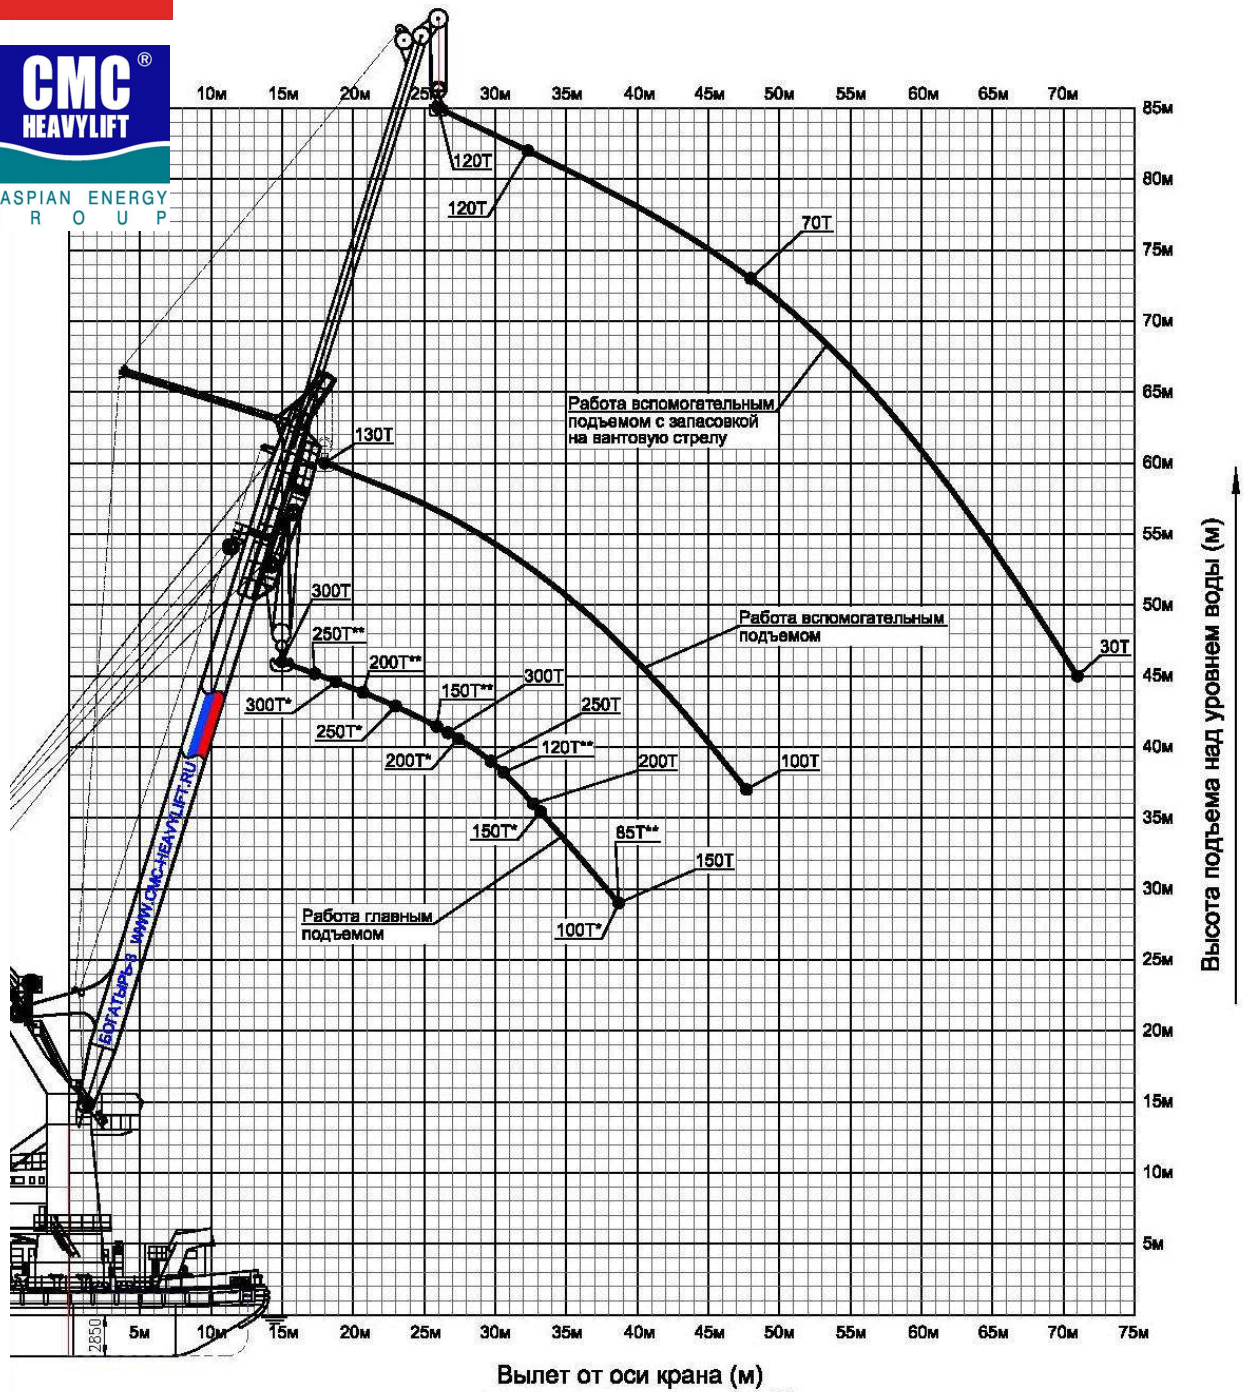 CMC ®
HEAVYLIFT
ASPIAN ENERGY
R O U P
10м 15м 20м 25м 30м 35м 40м 45м 50м 55м 60м 65м 70м
85м
120Т
80м
120Т
70Т
75м
70м
65м
Работа вспомогательным
подъемом с запасовкой
на вантовую стрелу
130Т
60м
55м
300Т
50м
Работа вспомогательным
подъемом
250Т**
200Т**
30Т
45м
150Т**
300Т
300Т*
250Т
250Т*
40м
120Т**
200Т*
200Т
100Т
35м
150Т*
85Т**
150Т
30м
Работа главным
подъемом
100Т*
25м
20м
15м
10м
5м
БОГАТЫРЬ-3 WWW.CMC-HEAVYLIFT.RU
Высота подъема над уровнем воды (м)
2850
5м 10м 15м 20м 25м 30м 35м 40м 45м 50м 55м 60м 65м 70м 75м
Вылет от оси крана (м)